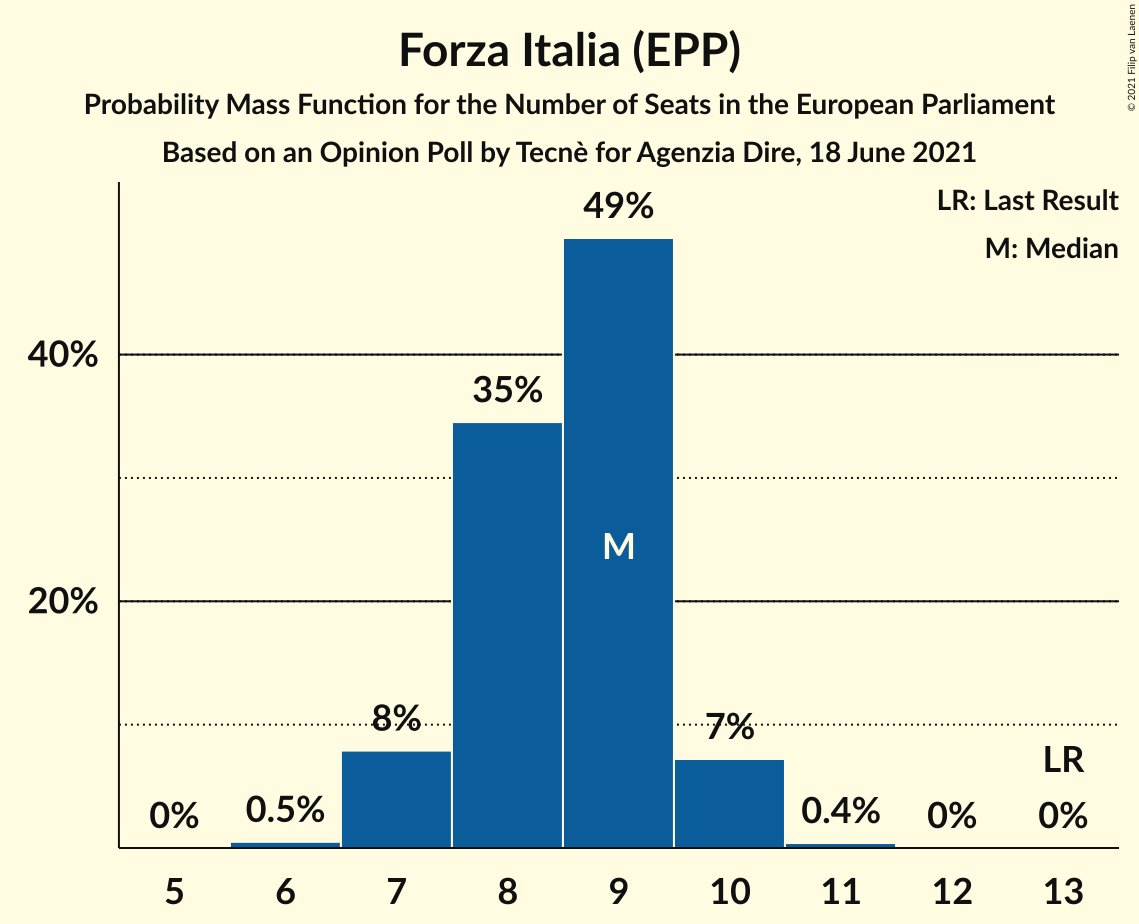 Forza Italia (EPP)
Probability Mass Function for the Number of Seats in the European Parliament
Based on an Opinion Poll by Tecnè for Agenzia Dire, 18 June 2021
© 2021 Filip van Laenen
LR: Last Result
M: Median
49%
40%
35%
M
20%
8%
7%
LR
0%
0.5%
0.4%
0%
0%
5 6 7 8 9 10 11 12 13